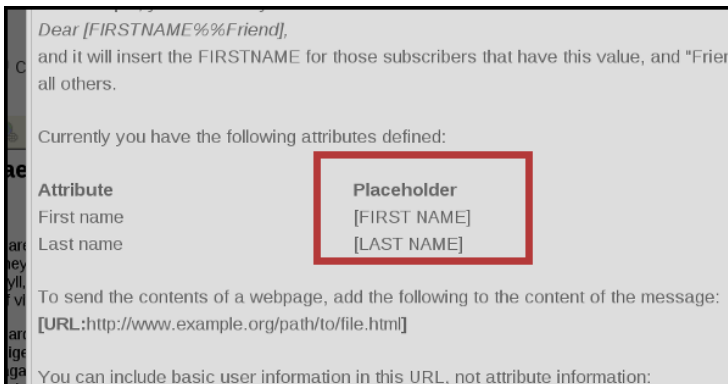 Dear [FIRSTNAME%%Friend],
and it will insert the FIRSTNAME for those subscribers that have this value, and "Frien
all others.
Currently you have the following attributes defined:
Attribute Placeholder
First name [FIRST NAME]
Last name [LAST NAME]
To send the contents of a webpage, add the following to the content of the message:
[URL:http://www.example.org/path/to/file.html]
You can include basic user information in this URL, not attribute information: